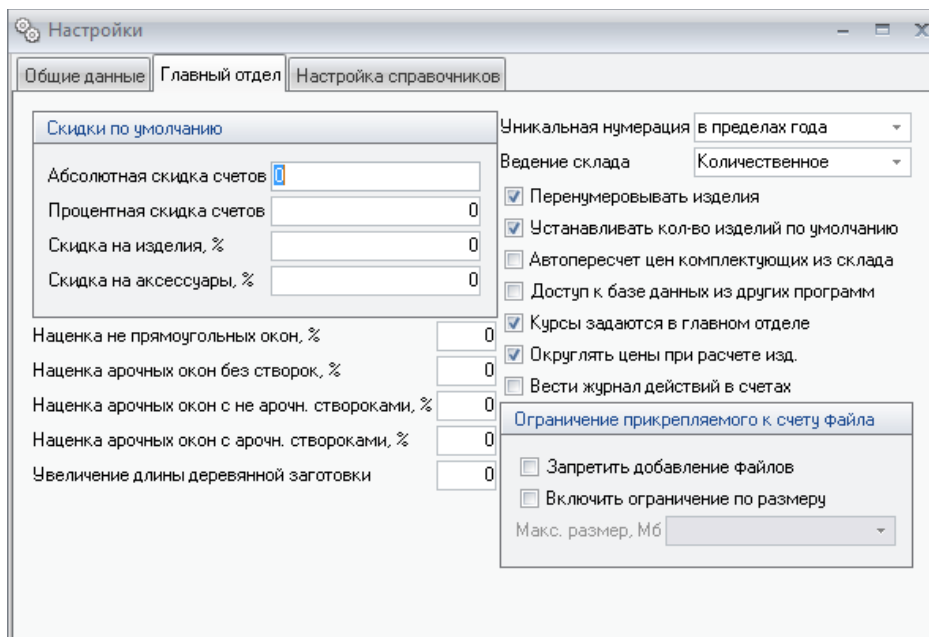 Настройки
Общие данные
Главный отдел
Настройка справочников
Скидки по умолчанию
Абсолютная скидка счетов 0
Процентная скидка счетов 0
Скидка на изделия, % 0
Скидка на аксессуары, % 0
Наценка не прямоугольных окон, % 0
Наценка арочных окон без створок, % 0
Наценка арочных окон с не арочн. створоками, % 0
Наценка арочных окон с арочн. створоками, % 0
Увеличение длины деревянной заготовки 0
Уникальная нумерация в пределах года
Ведение склада Количественное
Перенумеровывать изделия
Устанавливать кол-во изделий по умолчанию
Автопересчет цен комплектующих из склада
Доступ к базе данных из других программ
Курсы задаются в главном отделе
Округлять цены при расчете изд.
Вести журнал действий в счетах
Ограничение прикрепляемого к счету файла
Запретить добавление файлов
Включить ограничение по размеру
Макс. размер, Мб